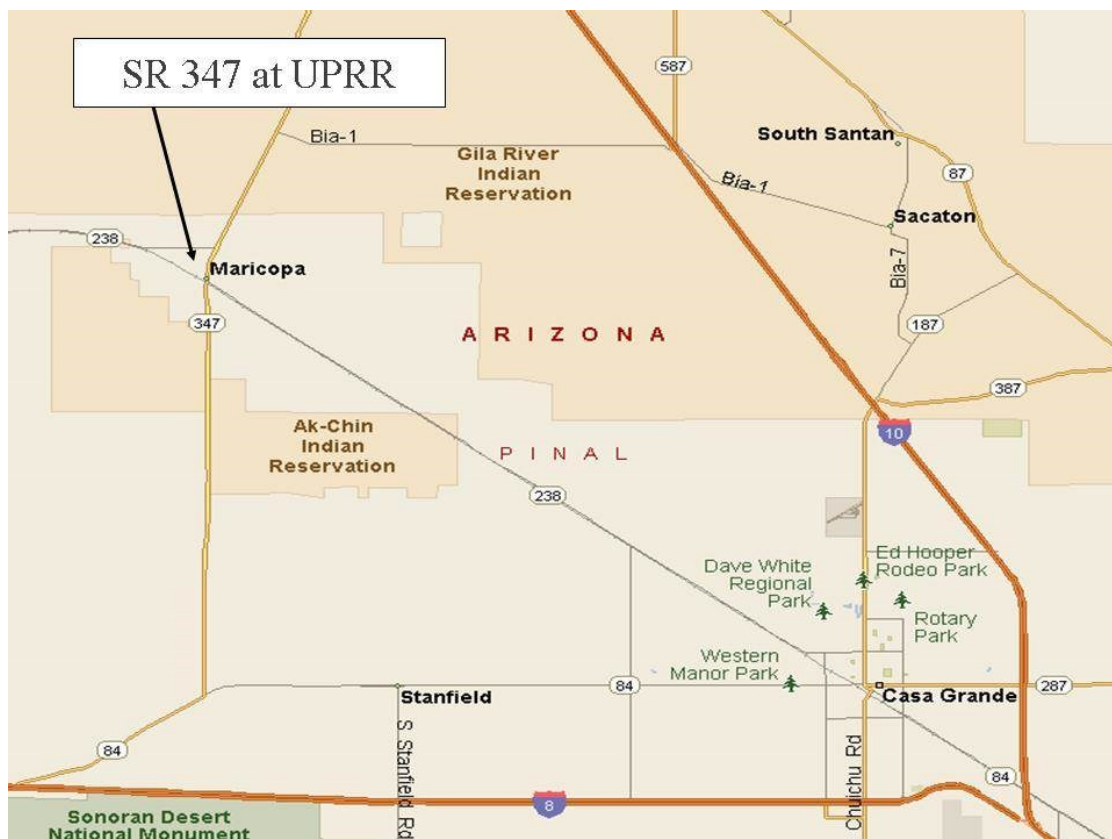 SR 347 at UPRR
587
Bia-1
South Santan
Gila River
Indian
Reservation
87
Bia-1
Sacaton
238
Maricopa
Bia-7
347
187
ARIZONA
387
Ak-Chin
Indian
Reservation
10
PINAL
238
Ed Hooper
Rodeo Park
Dave White
Regional
Park
Rotary
Park
Western
Manor Park
84
287
Stanfield
Casa Grande
S Stanfield Rd
Chuichu Rd
84
84
8
Sonoran Desert
National Monument